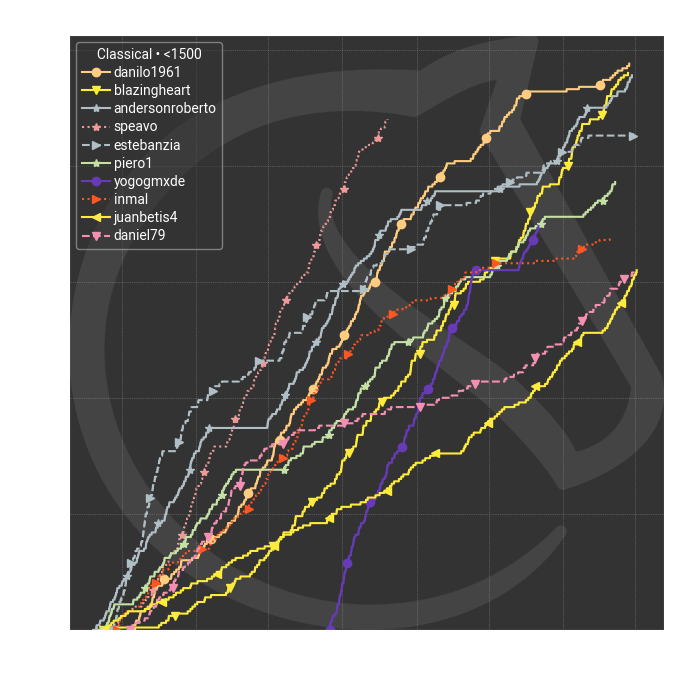 Classical • <1500
danilo1961
blazingheart
andersonroberto
speavo
estebanzia
piero1
yogogmxde
inmal
juanbetis4
daniel79